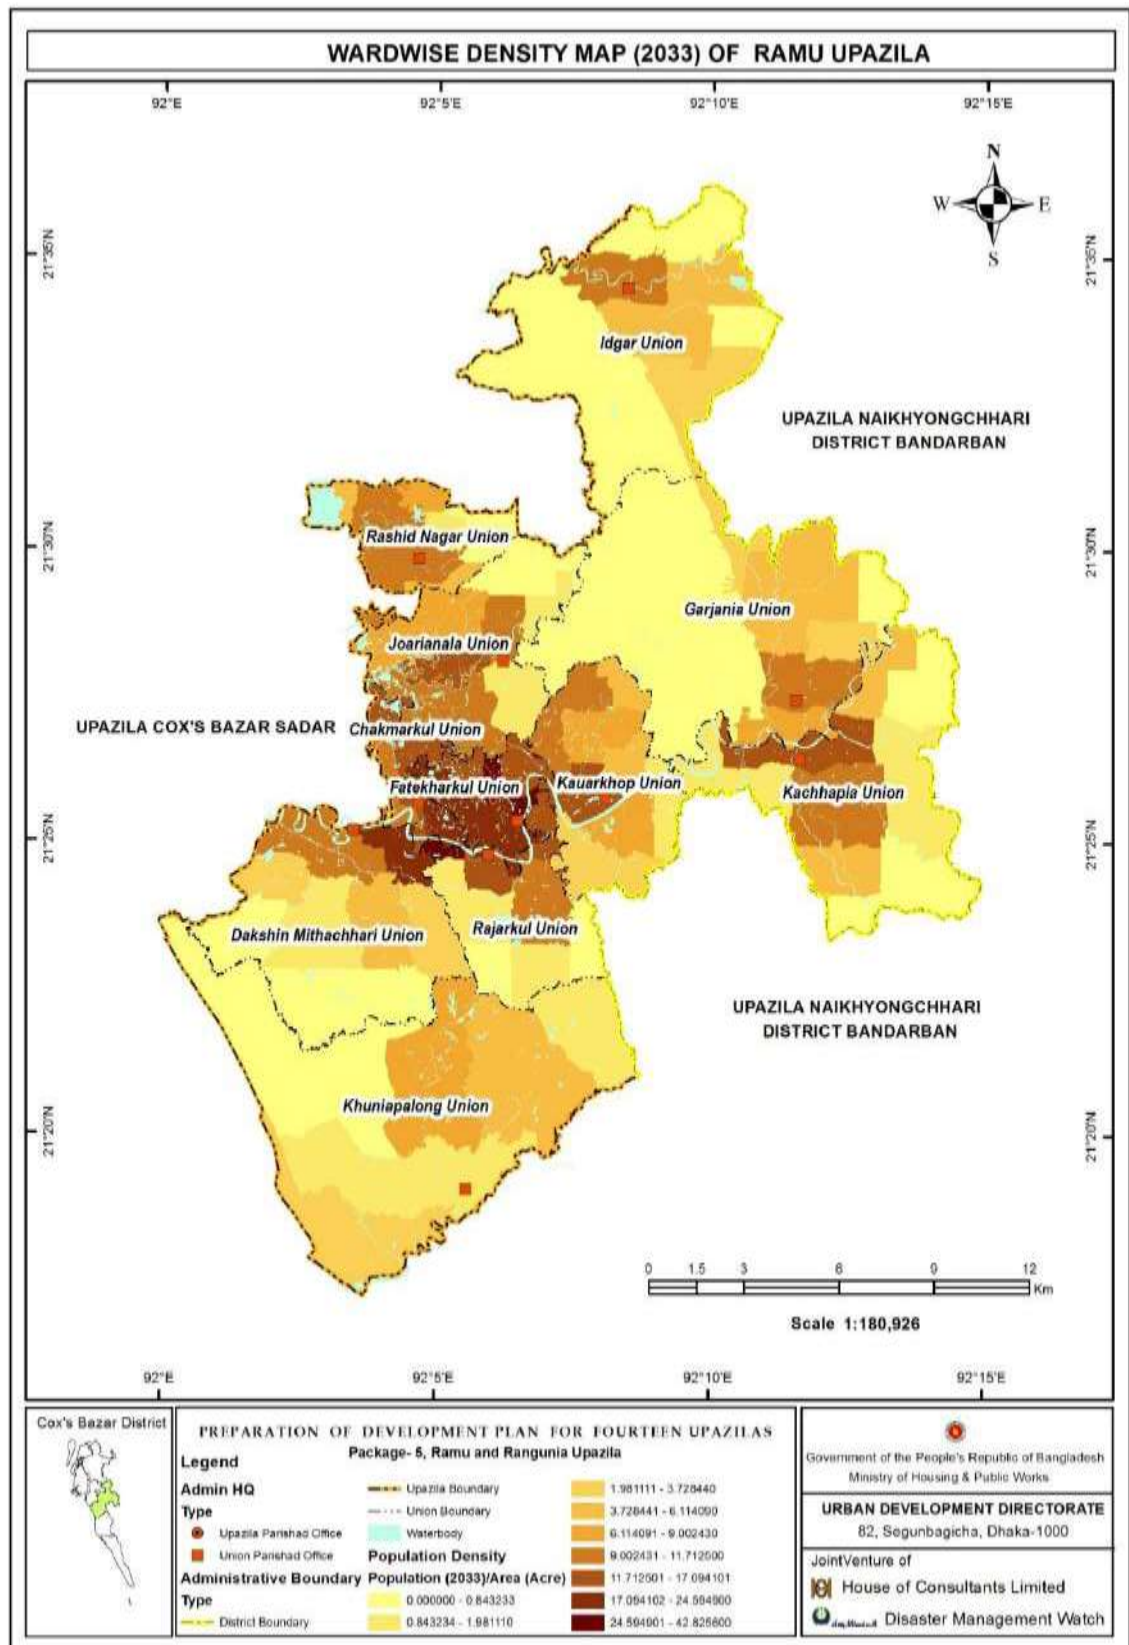 WARDWISE DENSITY MAP (2033) OF RAMU UPAZILA
92°E 92°5'E 92°10'E 92°15'E
N
W E
S
21°35'N 21°35'N
Idgar Union
UPAZILA NAIKHYONGCHHARI
DISTRICT BANDARBAN
Rashid Nagar Union
21°30'N 21°30'N
Garjania Union
Joarianala Union
UPAZILA COX'S BAZAR SADAR
Chakmarkul Union
Fatekharkul Union
Kauarkhop Union
Kachhapia Union
21°25'N 21°25'N
Dakshin Mithachhari Union
Rajarkul Union
UPAZILA NAIKHYONGCHHARI
DISTRICT BANDARBAN
Khuniapalong Union
21°20'N 21°20'N
0 1.5 3 6 9 12
Km
Scale 1:180,926
92°E 92°5'E 92°10'E 92°15'E
Cox's Bazar District
PREPARATION OF DEVELOPMENT PLAN FOR FOURTEEN UPAZILAS
Package- 5, Ramu and Rangunia Upazila
Legend
Admin HQ
Type
Upazila Parishad Office
Union Parishad Office
Administrative Boundary
Type
District Boundary
Upazila Boundary
Union Boundary
Waterbody
Population Density
Population (2033)/Area (Acre)
0.000000 - 0.843233
0.843234 - 1.981110
1.981111 - 3.728440
3.728441 - 6.114090
6.114091 - 9.002430
9.002431 - 11.712500
11.712501 - 17.094101
17.094102 - 24.594900
24.594901 - 42.825600
Government of the People's Republic of Bangladesh
Ministry of Housing & Public Works
URBAN DEVELOPMENT DIRECTORATE
82, Segunbagicha, Dhaka-1000
JointVenture of
House of Consultants Limited
Disaster Management Watch